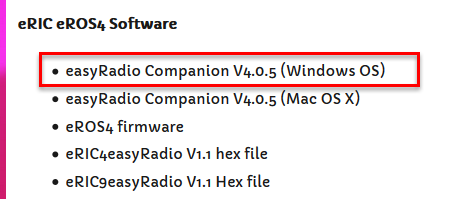 eRIC eROS4 Software
• easyRadio Companion V4.0.5 (Windows OS)
• easyRadio Companion V4.0.5 (Mac OS X)
• eROS4 firmware
• eRIC4easyRadio V1.1 hex file
• eRIC9easyRadio V1.1 Hex file